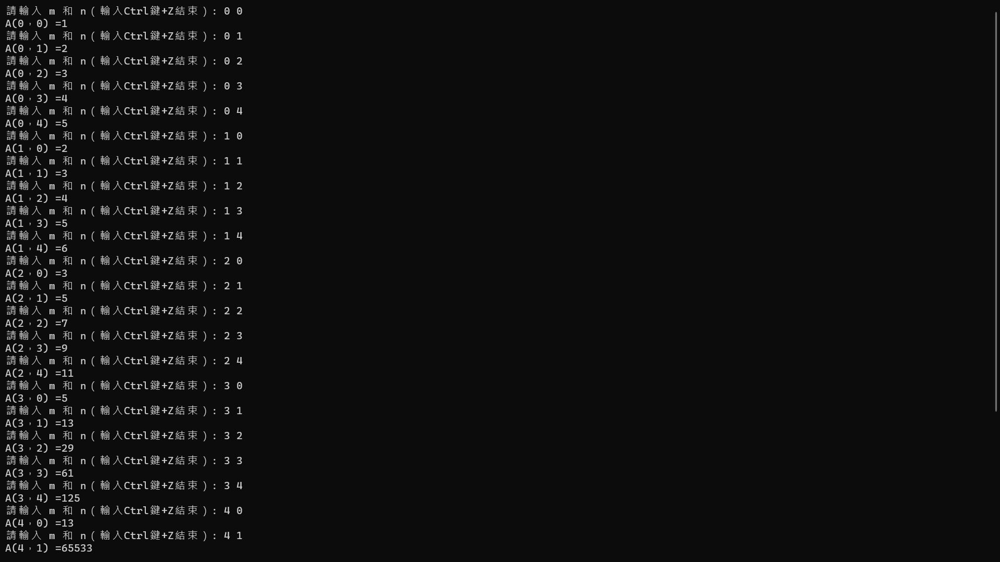 請輸入 m 和 n(輸入Ctrl鍵+Z結束): 0 0
A(0,0) =1
請輸入 m 和 n(輸入Ctrl鍵+Z結束): 0 1
A(0,1) =2
請輸入 m 和 n(輸入Ctrl鍵+Z結束): 0 2
A(0,2) =3
請輸入 m 和 n(輸入Ctrl鍵+Z結束): 0 3
A(0,3) =4
請輸入 m 和 n(輸入Ctrl鍵+Z結束): 0 4
A(0,4) =5
請輸入 m 和 n(輸入Ctrl鍵+Z結束): 1 0
A(1,0) =2
請輸入 m 和 n(輸入Ctrl鍵+Z結束): 1 1
A(1,1) =3
請輸入 m 和 n(輸入Ctrl鍵+Z結束): 1 2
A(1,2) =4
請輸入 m 和 n(輸入Ctrl鍵+Z結束): 1 3
A(1,3) =5
請輸入 m 和 n(輸入Ctrl鍵+Z結束): 1 4
A(1,4) =6
請輸入 m 和 n(輸入Ctrl鍵+Z結束): 2 0
A(2,0) =3
請輸入 m 和 n(輸入Ctrl鍵+Z結束): 2 1
A(2,1) =5
請輸入 m 和 n(輸入Ctrl鍵+Z結束): 2 2
A(2,2) =7
請輸入 m 和 n(輸入Ctrl鍵+Z結束): 2 3
A(2,3) =9
請輸入 m 和 n(輸入Ctrl鍵+Z結束): 2 4
A(2,4) =11
請輸入 m 和 n(輸入Ctrl鍵+Z結束): 3 0
A(3,0) =5
請輸入 m 和 n(輸入Ctrl鍵+Z結束): 3 1
A(3,1) =13
請輸入 m 和 n(輸入Ctrl鍵+Z結束): 3 2
A(3,2) =29
請輸入 m 和 n(輸入Ctrl鍵+Z結束): 3 3
A(3,3) =61
請輸入 m 和 n(輸入Ctrl鍵+Z結束): 3 4
A(3,4) =125
請輸入 m 和 n(輸入Ctrl鍵+Z結束): 4 0
A(4,0) =13
請輸入 m 和 n(輸入Ctrl鍵+Z結束): 4 1
A(4,1) =65533